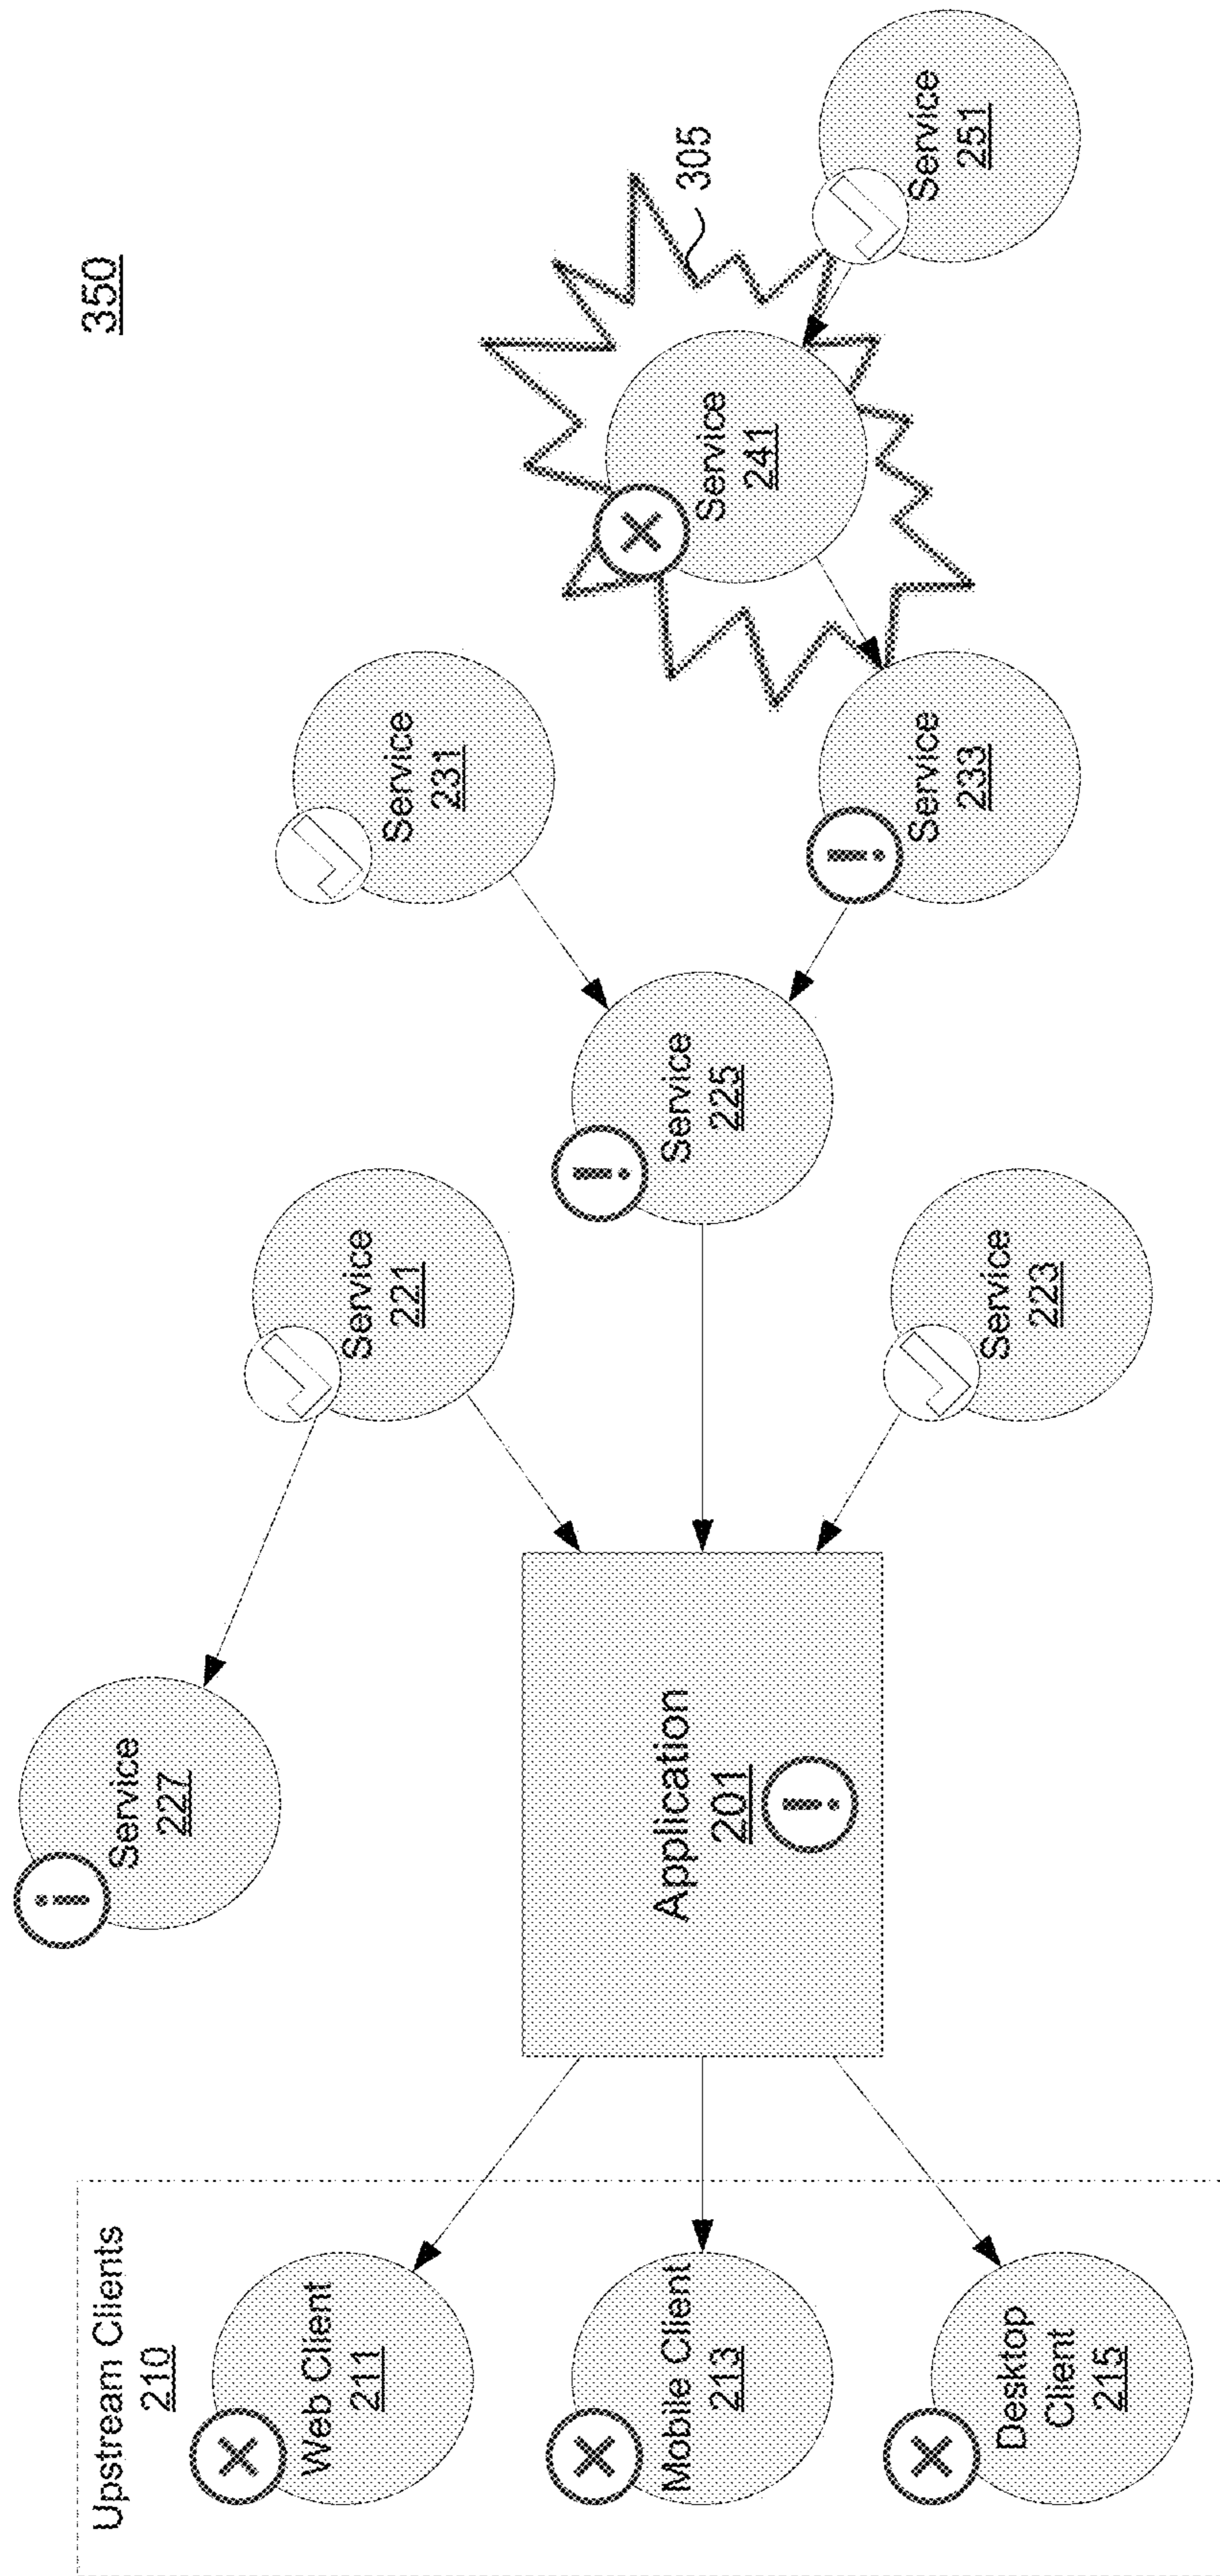 350
Upstream Clients
210
Service
227
Web Client
211
Service
221
Service
231
Mobile Client
213
Application
201
Service
225
Service
241
305
Desktop
Client
215
Service
223
Service
233
Service
251